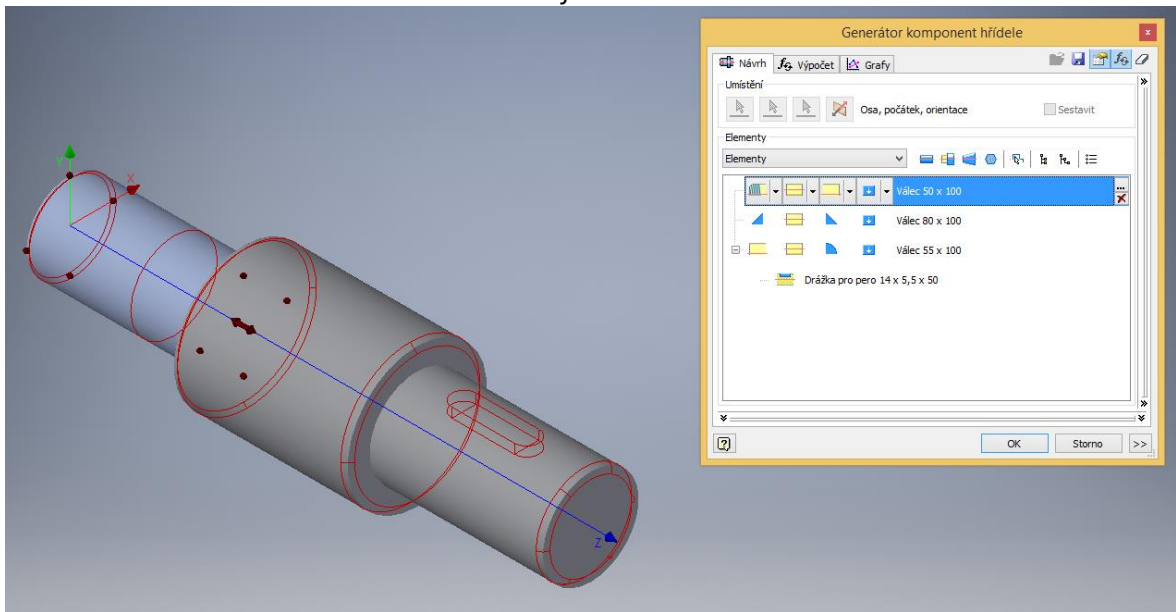 Generátor komponent hřídele
Návrh Výpočet Grafy
Umístění
Osa, počátek, orientace Sestavit
Elementy
Elementy
Válec 50 x 100
Válec 80 x 100
Válec 55 x 100
Drážka pro pero 14 x 5,5 x 50
OK Storno >>
Y
X
Z